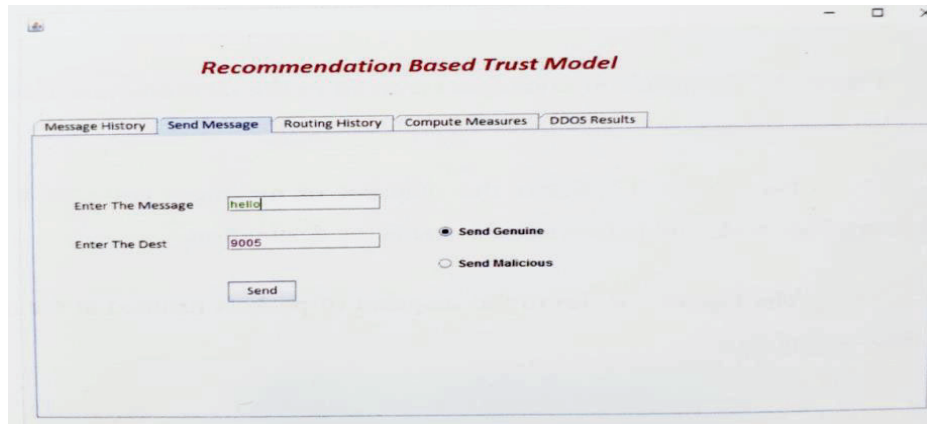 Recommendation Based Trust Model
Message History Send Message Routing History Compute Measures DDOS Results
Enter The Message hello
Send Genuine
Enter The Dest 9005
Send Malicious
Send